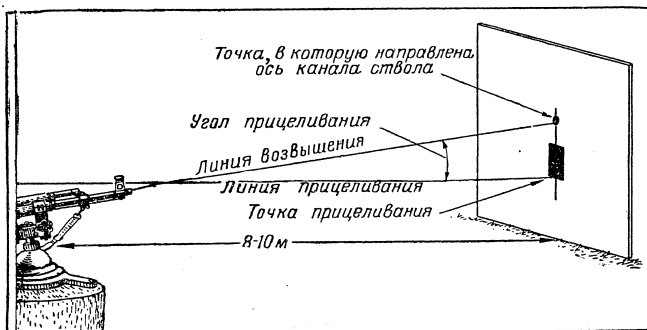 Точка, в которую направлена
ось канала ствола
Угол прицеливания
Линия возвышения
Линия прицеливания
Точка прицеливания
8-10 м